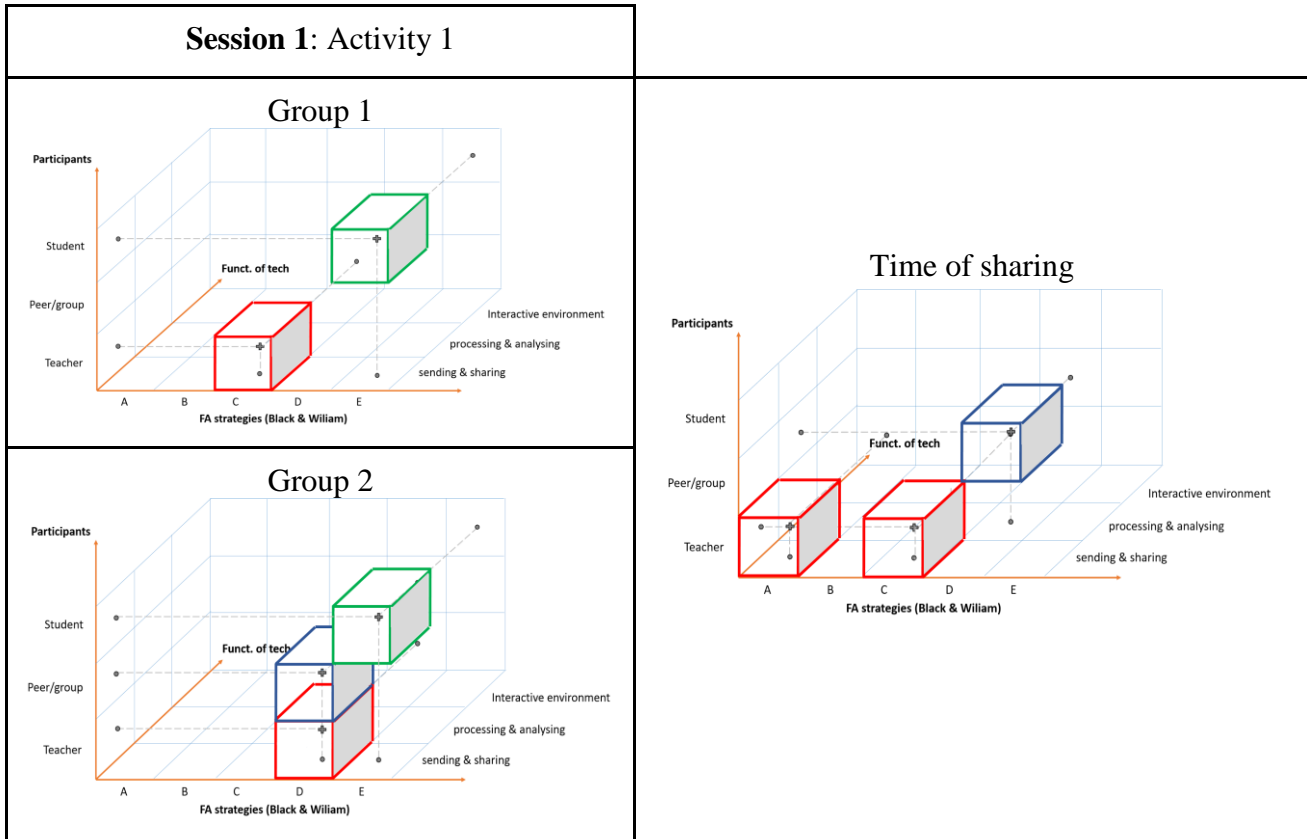 Session 1: Activity 1
Group 1
Participants
Student
Funct. of tech
Peer/group
Interactive environment
processing & analysing
Teacher
sending & sharing
A B C D E
FA strategies (Black & Wiliam)
Group 2
Participants
Student
Funct. of tech
Peer/group
Interactive environment
processing & analysing
Teacher
sending & sharing
A B C D E
FA strategies (Black & Wiliam)
Time of sharing
Participants
Student
Funct. of tech
Peer/group
Interactive environment
processing & analysing
Teacher
sending & sharing
A B C D E
FA strategies (Black & Wiliam)